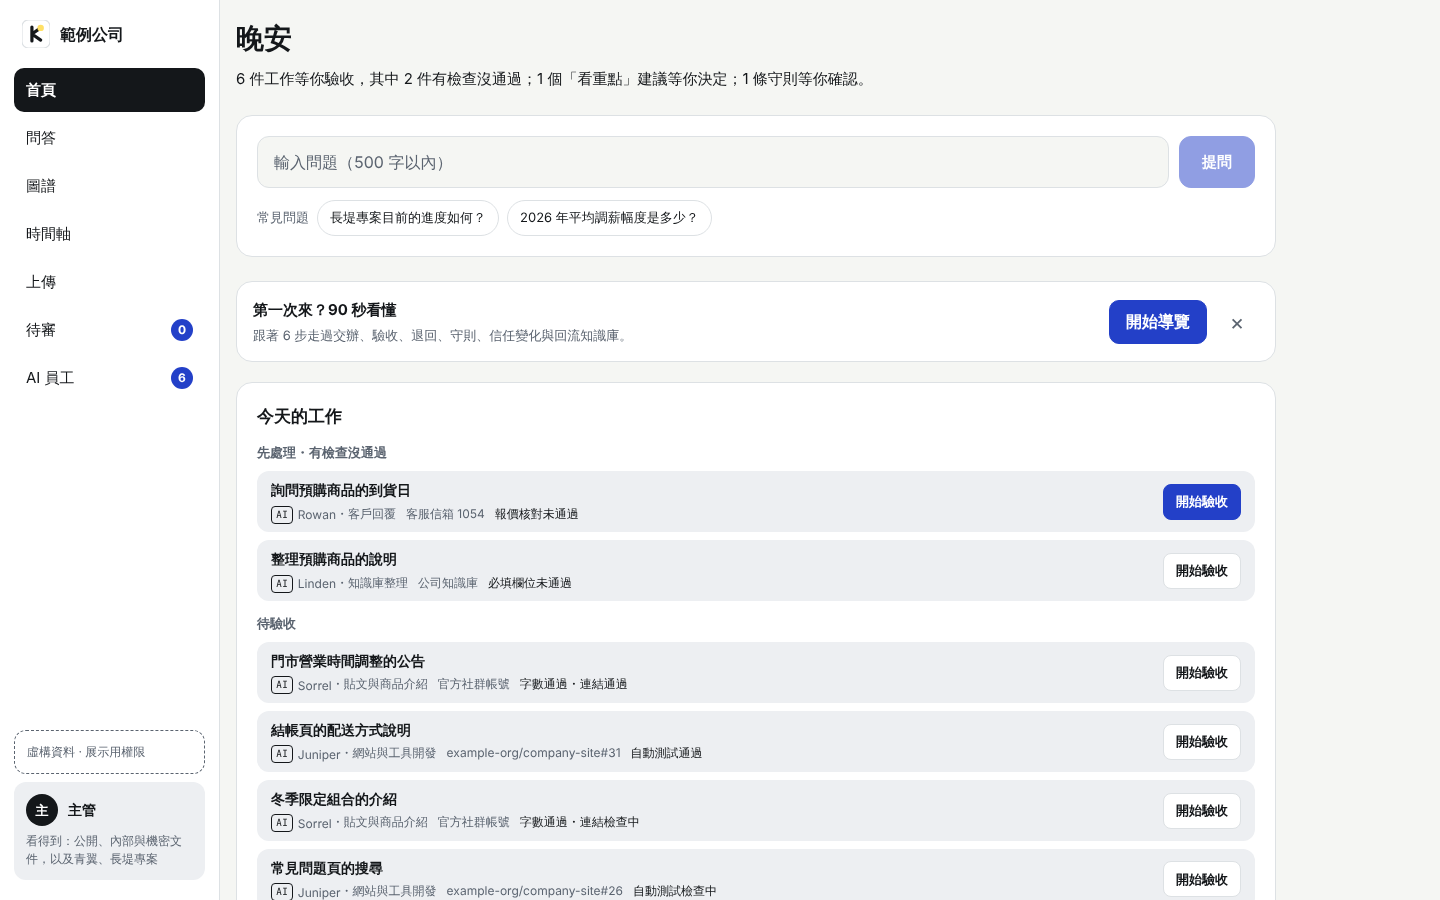 範例公司
首頁
問答
圖譜
時間軸
上傳
待審 0
AI 員工 6
虛構資料 · 展示用權限
主 主管
看得到：公開、內部與機密文
件，以及青翼、長堤專案
晚安
6 件工作等你驗收，其中 2 件有檢查沒通過；1 個「看重點」建議等你決定；1 條守則等你確認。
輸入問題（500 字以內） 提問
常見問題 長堤專案目前的進度如何？ 2026 年平均調薪幅度是多少？
第一次來？90 秒看懂
跟著 6 步走過交辦、驗收、退回、守則、信任變化與回流知識庫。
開始導覽 ×
今天的工作
先處理・有檢查沒通過
詢問預購商品的到貨日
AI Rowan・客戶回覆 客服信箱 1054 報價核對未通過
開始驗收
整理預購商品的說明
AI Linden・知識庫整理 公司知識庫 必填欄位未通過
開始驗收
待驗收
門市營業時間調整的公告
AI Sorrel・貼文與商品介紹 官方社群帳號 字數通過・連結通過
開始驗收
結帳頁的配送方式說明
AI Juniper・網站與工具開發 example-org/company-site#31 自動測試通過
開始驗收
冬季限定組合的介紹
AI Sorrel・貼文與商品介紹 官方社群帳號 字數通過・連結檢查中
開始驗收
常見問題頁的搜尋
AI Juniper・網站與工具開發 example-org/company-site#26 自動測試檢查中
開始驗收